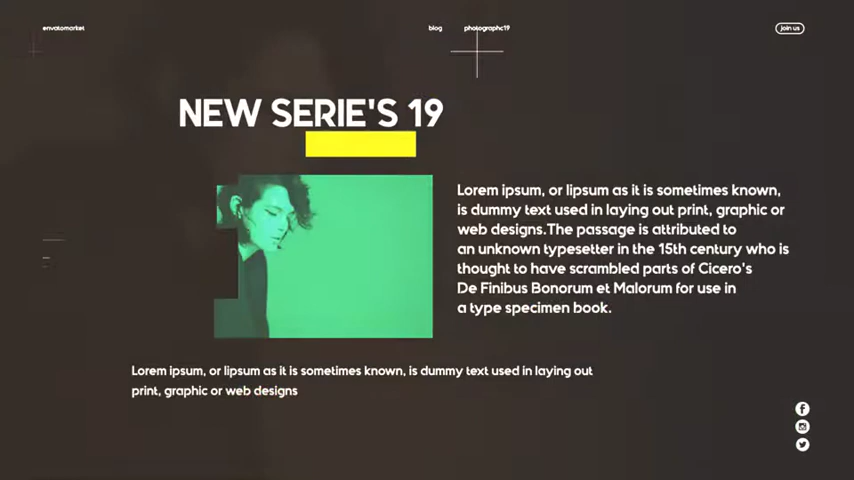 envatomarket
blog
photographc19
join us
NEW SERIE'S 19
Lorem ipsum, or lipsum as it is sometimes known,
is dummy text used in laying out print, graphic or
web designs.The passage is attributed to
an unknown typesetter in the 15th century who is
thought to have scrambled parts of Cicero's
De Finibus Bonorum et Malorum for use in
a type specimen book.
Lorem ipsum, or lipsum as it is sometimes known, is dummy text used in laying out
print, graphic or web designs